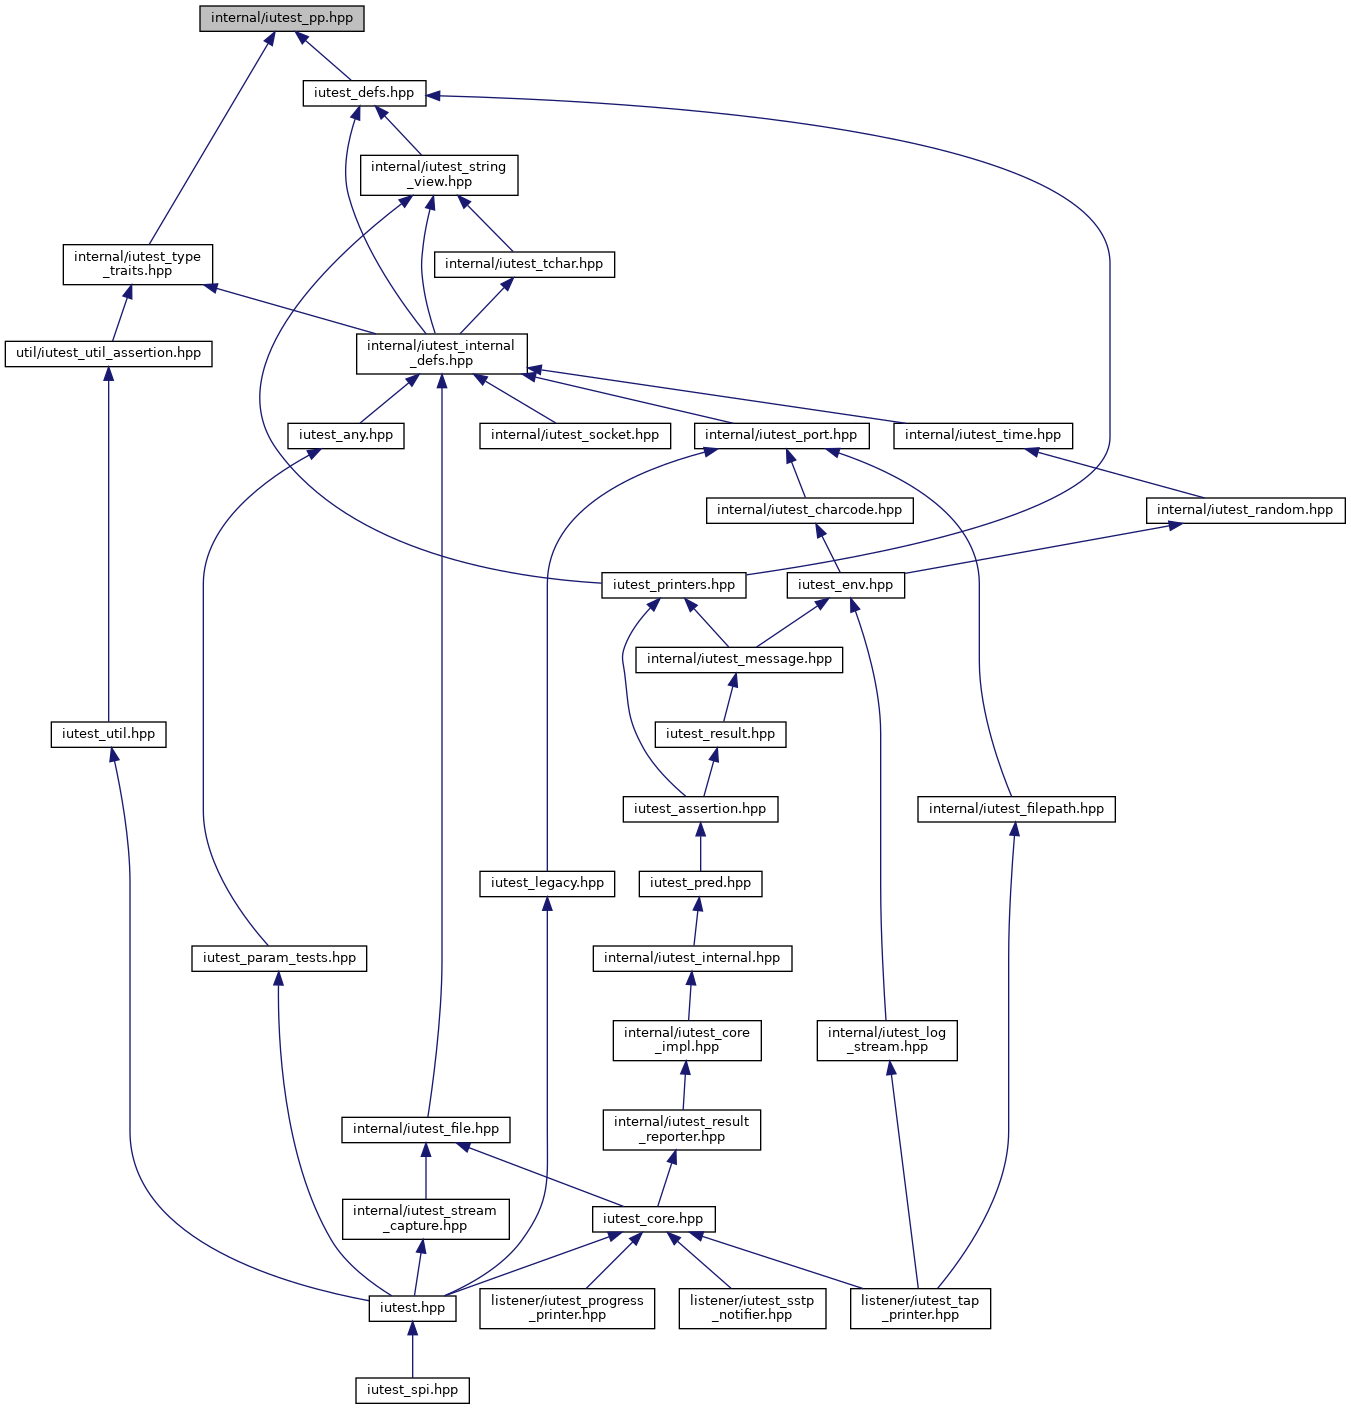 internal/iutest_pp.hpp
iutest_defs.hpp
internal/iutest_string
_view.hpp
internal/iutest_type
_traits.hpp
internal/iutest_tchar.hpp
util/iutest_util_assertion.hpp
internal/iutest_internal
_defs.hpp
iutest_any.hpp
internal/iutest_socket.hpp
internal/iutest_port.hpp
internal/iutest_time.hpp
internal/iutest_charcode.hpp
internal/iutest_random.hpp
iutest_printers.hpp
iutest_env.hpp
internal/iutest_message.hpp
iutest_util.hpp
iutest_result.hpp
iutest_assertion.hpp
internal/iutest_filepath.hpp
iutest_legacy.hpp
iutest_pred.hpp
iutest_param_tests.hpp
internal/iutest_internal.hpp
internal/iutest_core
_impl.hpp
internal/iutest_log
_stream.hpp
internal/iutest_file.hpp
internal/iutest_result
_reporter.hpp
internal/iutest_stream
_capture.hpp
iutest_core.hpp
iutest.hpp
listener/iutest_progress
_printer.hpp
listener/iutest_sstp
_notifier.hpp
listener/iutest_tap
_printer.hpp
iutest_spi.hpp